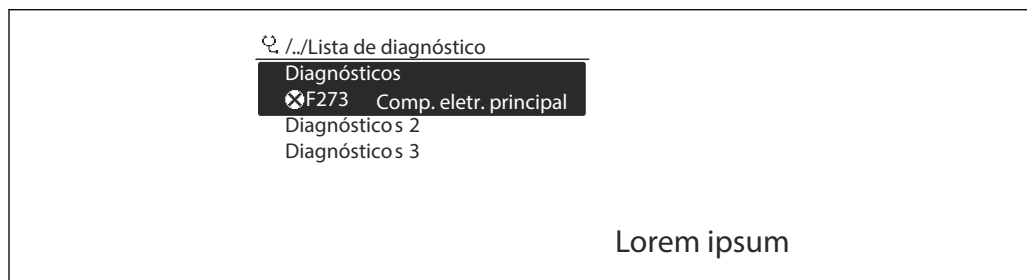 /../Lista de diagnóstico
Diagnósticos
F273 Comp. eletr. principal
Diagnósticos 2
Diagnósticos 3
Lorem ipsum